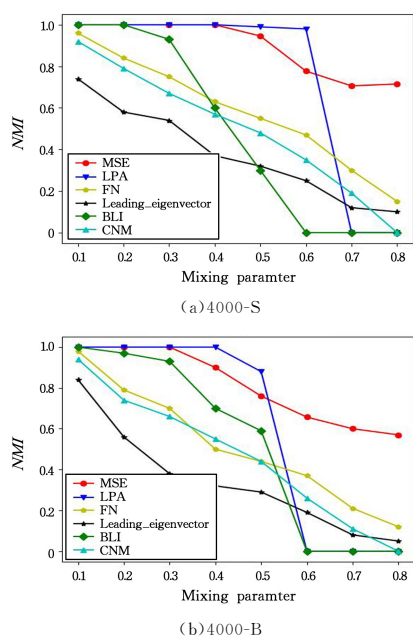 1.0
0.8
0.6
0.4
0.2
0
NMI
MSE
LPA
FN
Leading_eigenvector
BLI
CNM
0.1 0.2 0.3 0.4 0.5 0.6 0.7 0.8
Mixing paramter
(a)4000-S
1.0
0.8
0.6
0.4
0.2
0
NMI
MSE
LPA
FN
Leading_eigenvector
BLI
CNM
0.1 0.2 0.3 0.4 0.5 0.6 0.7 0.8
Mixing paramter
(b)4000-B